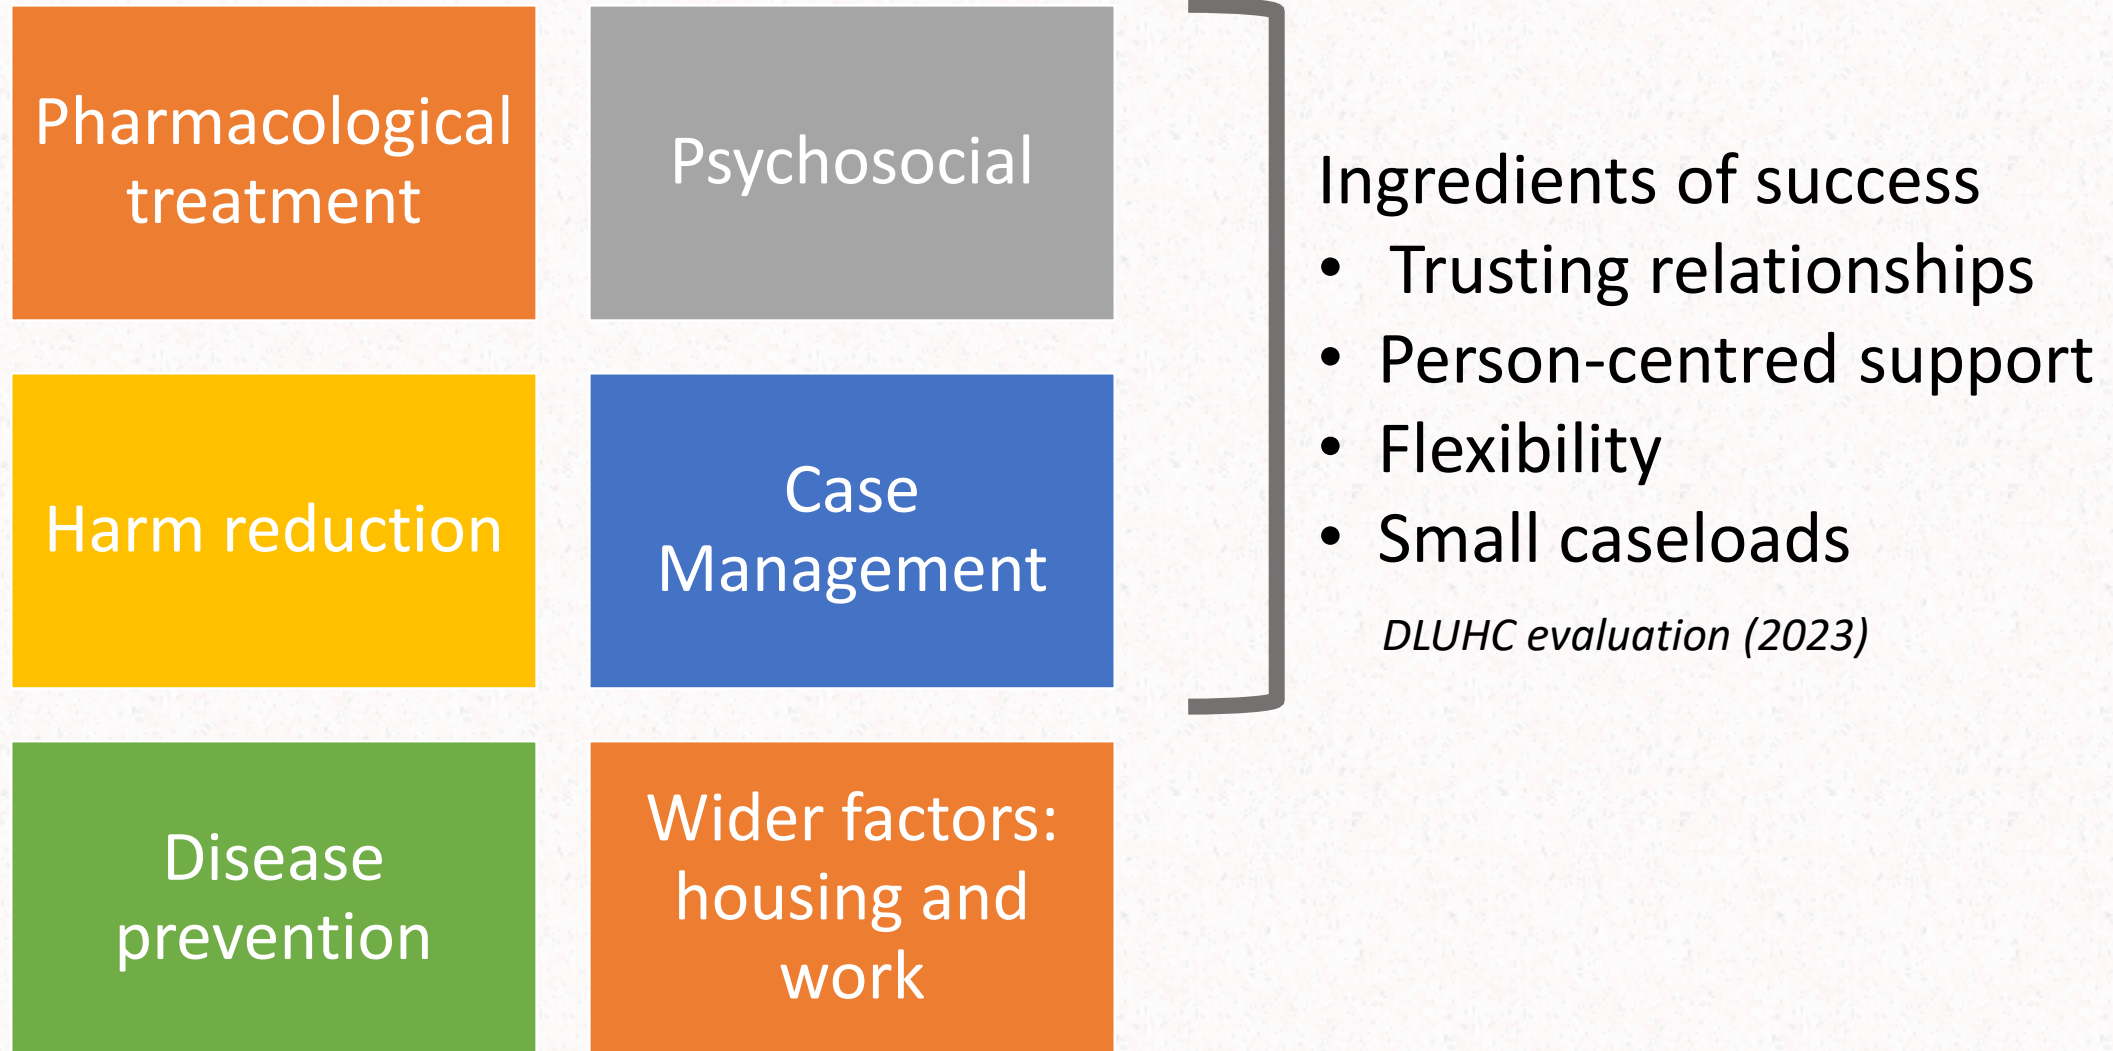 Pharmacological
treatment
Psychosocial
Harm reduction
Case
Management
Disease
prevention
Wider factors:
housing and
work
Ingredients of success
• Trusting relationships
• Person-centred support
• Flexibility
• Small caseloads
DLUHC evaluation (2023)